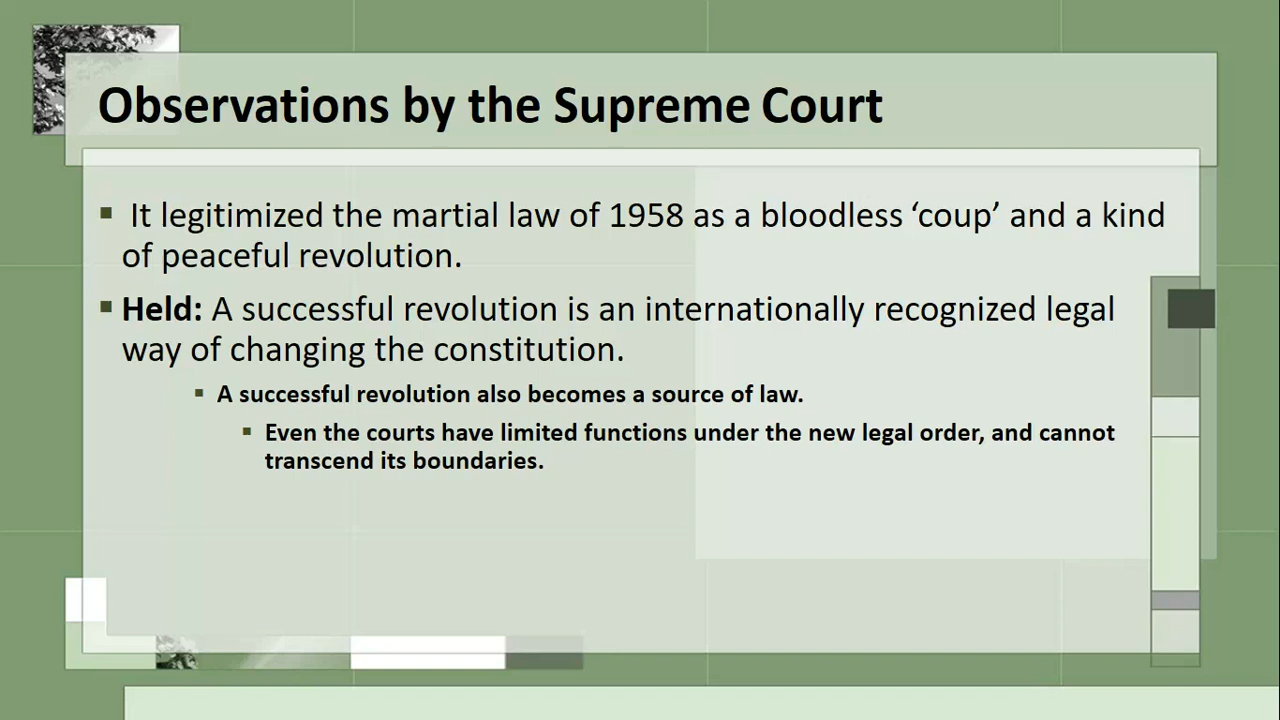 Observations by the Supreme Court
▪ It legitimized the martial law of 1958 as a bloodless ‘coup’ and a kind
of peaceful revolution.
▪ Held: A successful revolution is an internationally recognized legal
way of changing the constitution.
▪ A successful revolution also becomes a source of law.
▪ Even the courts have limited functions under the new legal order, and cannot
transcend its boundaries.